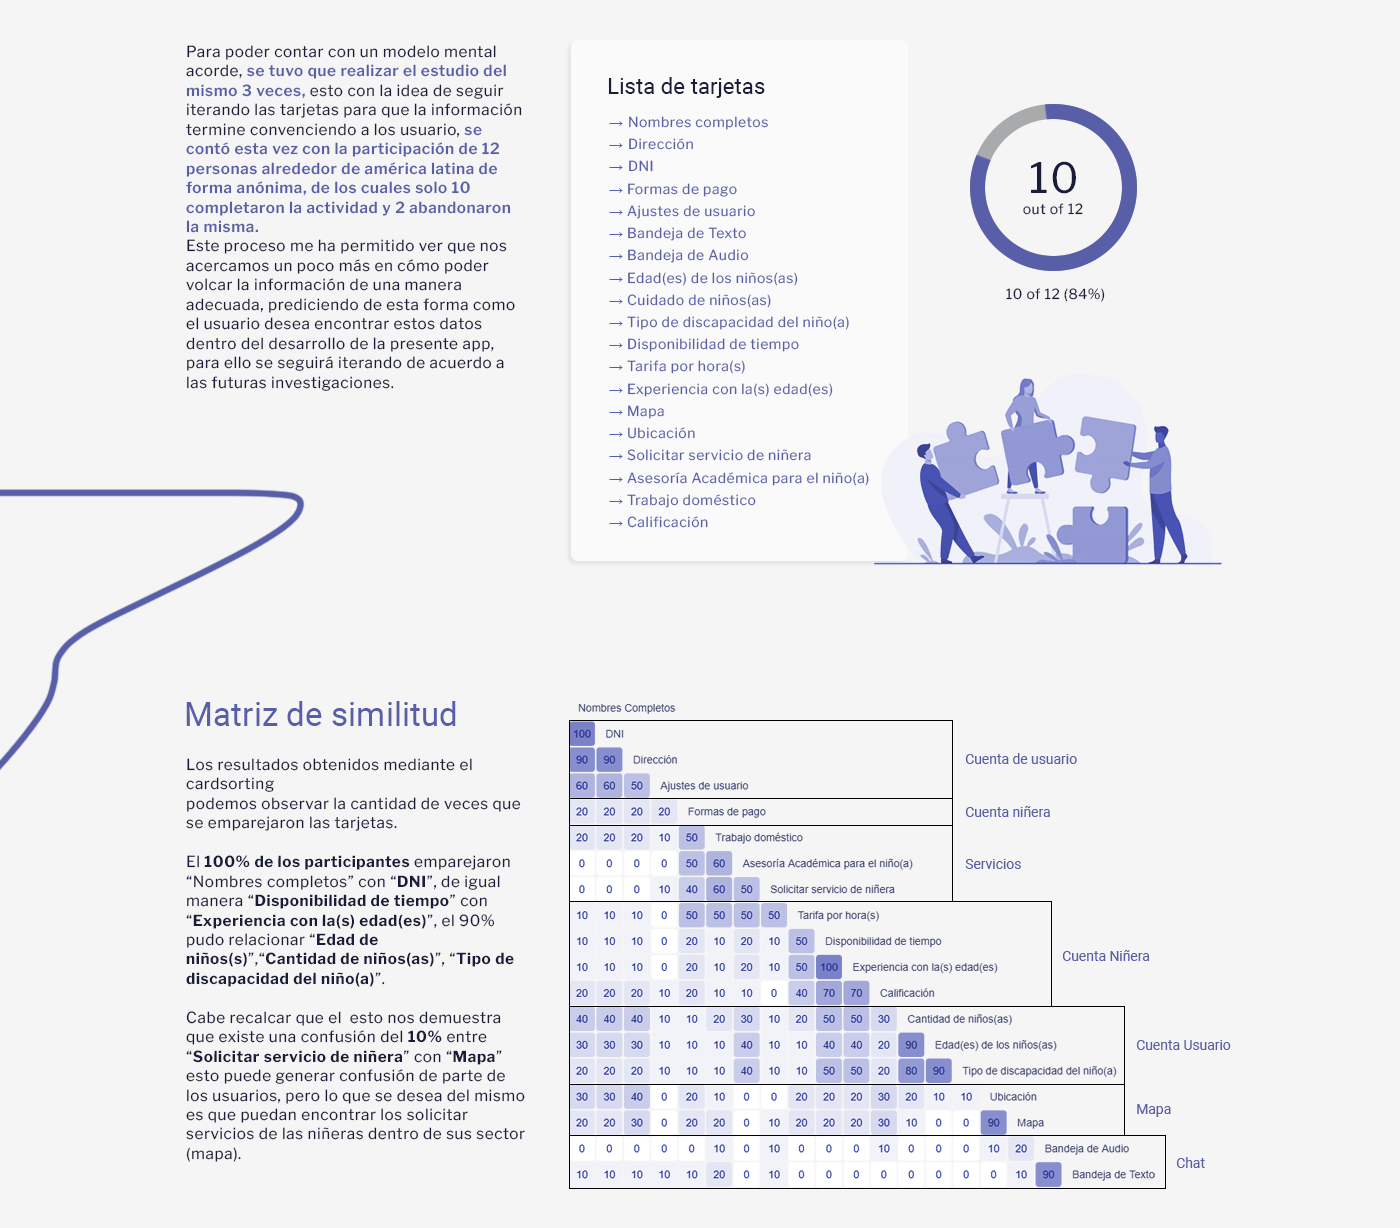 Para poder contar con un modelo mental
acorde, se tuvo que realizar el estudio del
mismo 3 veces, esto con la idea de seguir
iterando las tarjetas para que la información
termine convenciendo a los usuario, se
contó esta vez con la participación de 12
personas alrededor de américa latina de
forma anónima, de los cuales solo 10
completaron la actividad y 2 abandonaron
la misma.
Este proceso me ha permitido ver que nos
acercamos un poco más en cómo poder
volcar la información de una manera
adecuada, prediciendo de esta forma como
el usuario desea encontrar estos datos
dentro del desarrollo de la presente app,
para ello se seguirá iterando de acuerdo a
las futuras investigaciones.
Lista de tarjetas
→ Nombres completos
→ Dirección
→ DNI
→ Formas de pago
→ Ajustes de usuario
→ Bandeja de Texto
→ Bandeja de Audio
→ Edad(es) de los niños(as)
→ Cuidado de niños(as)
→ Tipo de discapacidad del niño(a)
→ Disponibilidad de tiempo
→ Tarifa por hora(s)
→ Experiencia con la(s) edad(es)
→ Mapa
→ Ubicación
→ Solicitar servicio de niñera
→ Asesoría Académica para el niño(a)
→ Trabajo doméstico
→ Calificación
10
out of 12
10 of 12 (84%)
Matriz de similitud
Los resultados obtenidos mediante el
cardsorting
podemos observar la cantidad de veces que
se emparejaron las tarjetas.
El 100% de los participantes emparejaron
“Nombres completos” con “DNI”, de igual
manera “Disponibilidad de tiempo” con
“Experiencia con la(s) edad(es)”, el 90%
pudo relacionar “Edad de
niños(s)”,“Cantidad de niños(as)”, “Tipo de
discapacidad del niño(a)”.
Cabe recalcar que el  esto nos demuestra
que existe una confusión del 10% entre
“Solicitar servicio de niñera” con “Mapa”
esto puede generar confusión de parte de
los usuarios, pero lo que se desea del mismo
es que puedan encontrar los solicitar
servicios de las niñeras dentro de sus sector
(mapa).
Nombres Completos
100 DNI
90 90 Dirección
Cuenta de usuario
60 60 50 Ajustes de usuario
20 20 20 20 Formas de pago
Cuenta niñera
20 20 20 10 50 Trabajo doméstico
0 0 0 0 50 60 Asesoría Académica para el niño(a)
Servicios
0 0 0 10 40 60 50 Solicitar servicio de niñera
10 10 10 0 50 50 50 50 Tarifa por hora(s)
10 10 10 0 20 10 20 10 50 Disponibilidad de tiempo
Cuenta Niñera
10 10 10 0 20 10 20 10 50 100 Experiencia con la(s) edad(es)
20 20 20 10 20 10 10 0 40 70 70 Calificación
40 40 40 10 10 20 30 10 20 50 50 30 Cantidad de niños(as)
30 30 30 10 10 10 40 10 10 40 40 20 90 Edad(es) de los niños(as)
Cuenta Usuario
20 20 20 10 10 10 40 10 10 50 50 20 80 90 Tipo de discapacidad del niño(a)
30 30 40 0 20 10 0 0 20 20 20 30 20 10 10 Ubicación
Mapa
20 20 30 0 20 20 0 10 20 20 20 30 10 0 0 90 Mapa
0 0 0 0 0 10 0 10 0 0 0 10 0 0 0 10 20 Bandeja de Audio
Chat
10 10 10 10 10 20 0 10 0 0 0 0 0 0 0 0 10 90 Bandeja de Texto